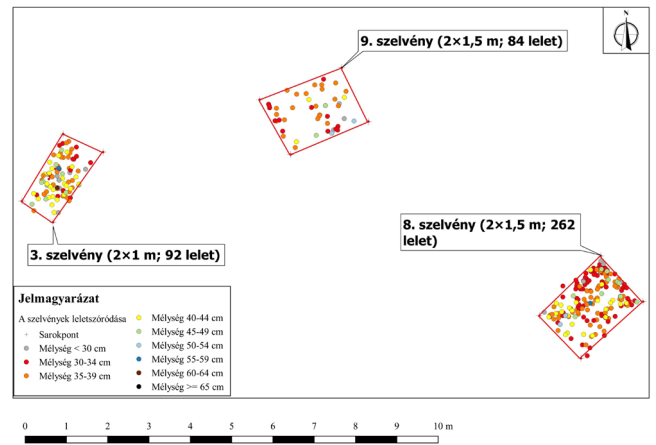 N
9. szelvény (2×1,5 m; 84 lelet)
3. szelvény (2×1 m; 92 lelet)
8. szelvény (2×1,5 m; 262
lelet)
Jelmagyarázat
A szelvények leletszóródása
Sarokpont
Mélység < 30 cm
Mélység 30-34 cm
Mélység 35-39 cm
Mélység 40-44 cm
Mélység 45-49 cm
Mélység 50-54 cm
Mélység 55-59 cm
Mélység 60-64 cm
Mélység >= 65 cm
0 1 2 3 4 5 6 7 8 9 10 m